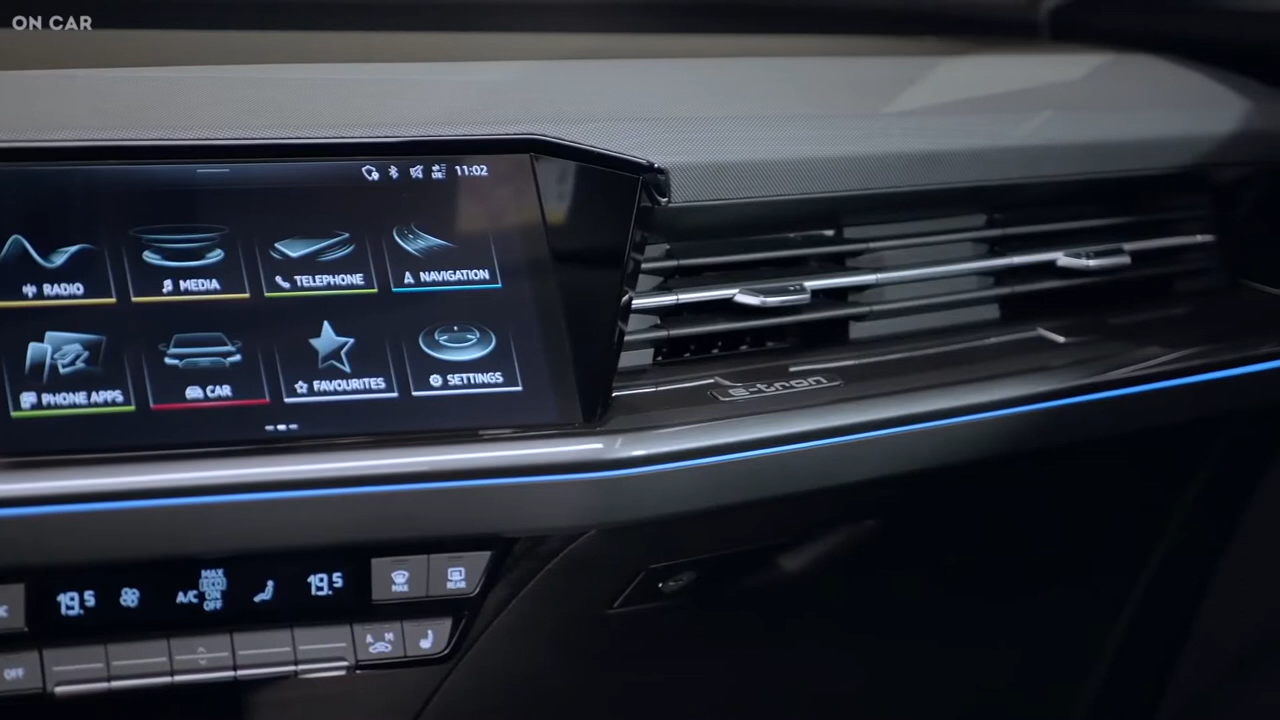 ON CAR
11:02
RADIO
MEDIA
TELEPHONE
NAVIGATION
PHONE APPS
CAR
FAVOURITES
SETTINGS
e-tron
19.5
A/C
MAX
ECO
ON
OFF
19.5
MAX
REAR
OFF
A M